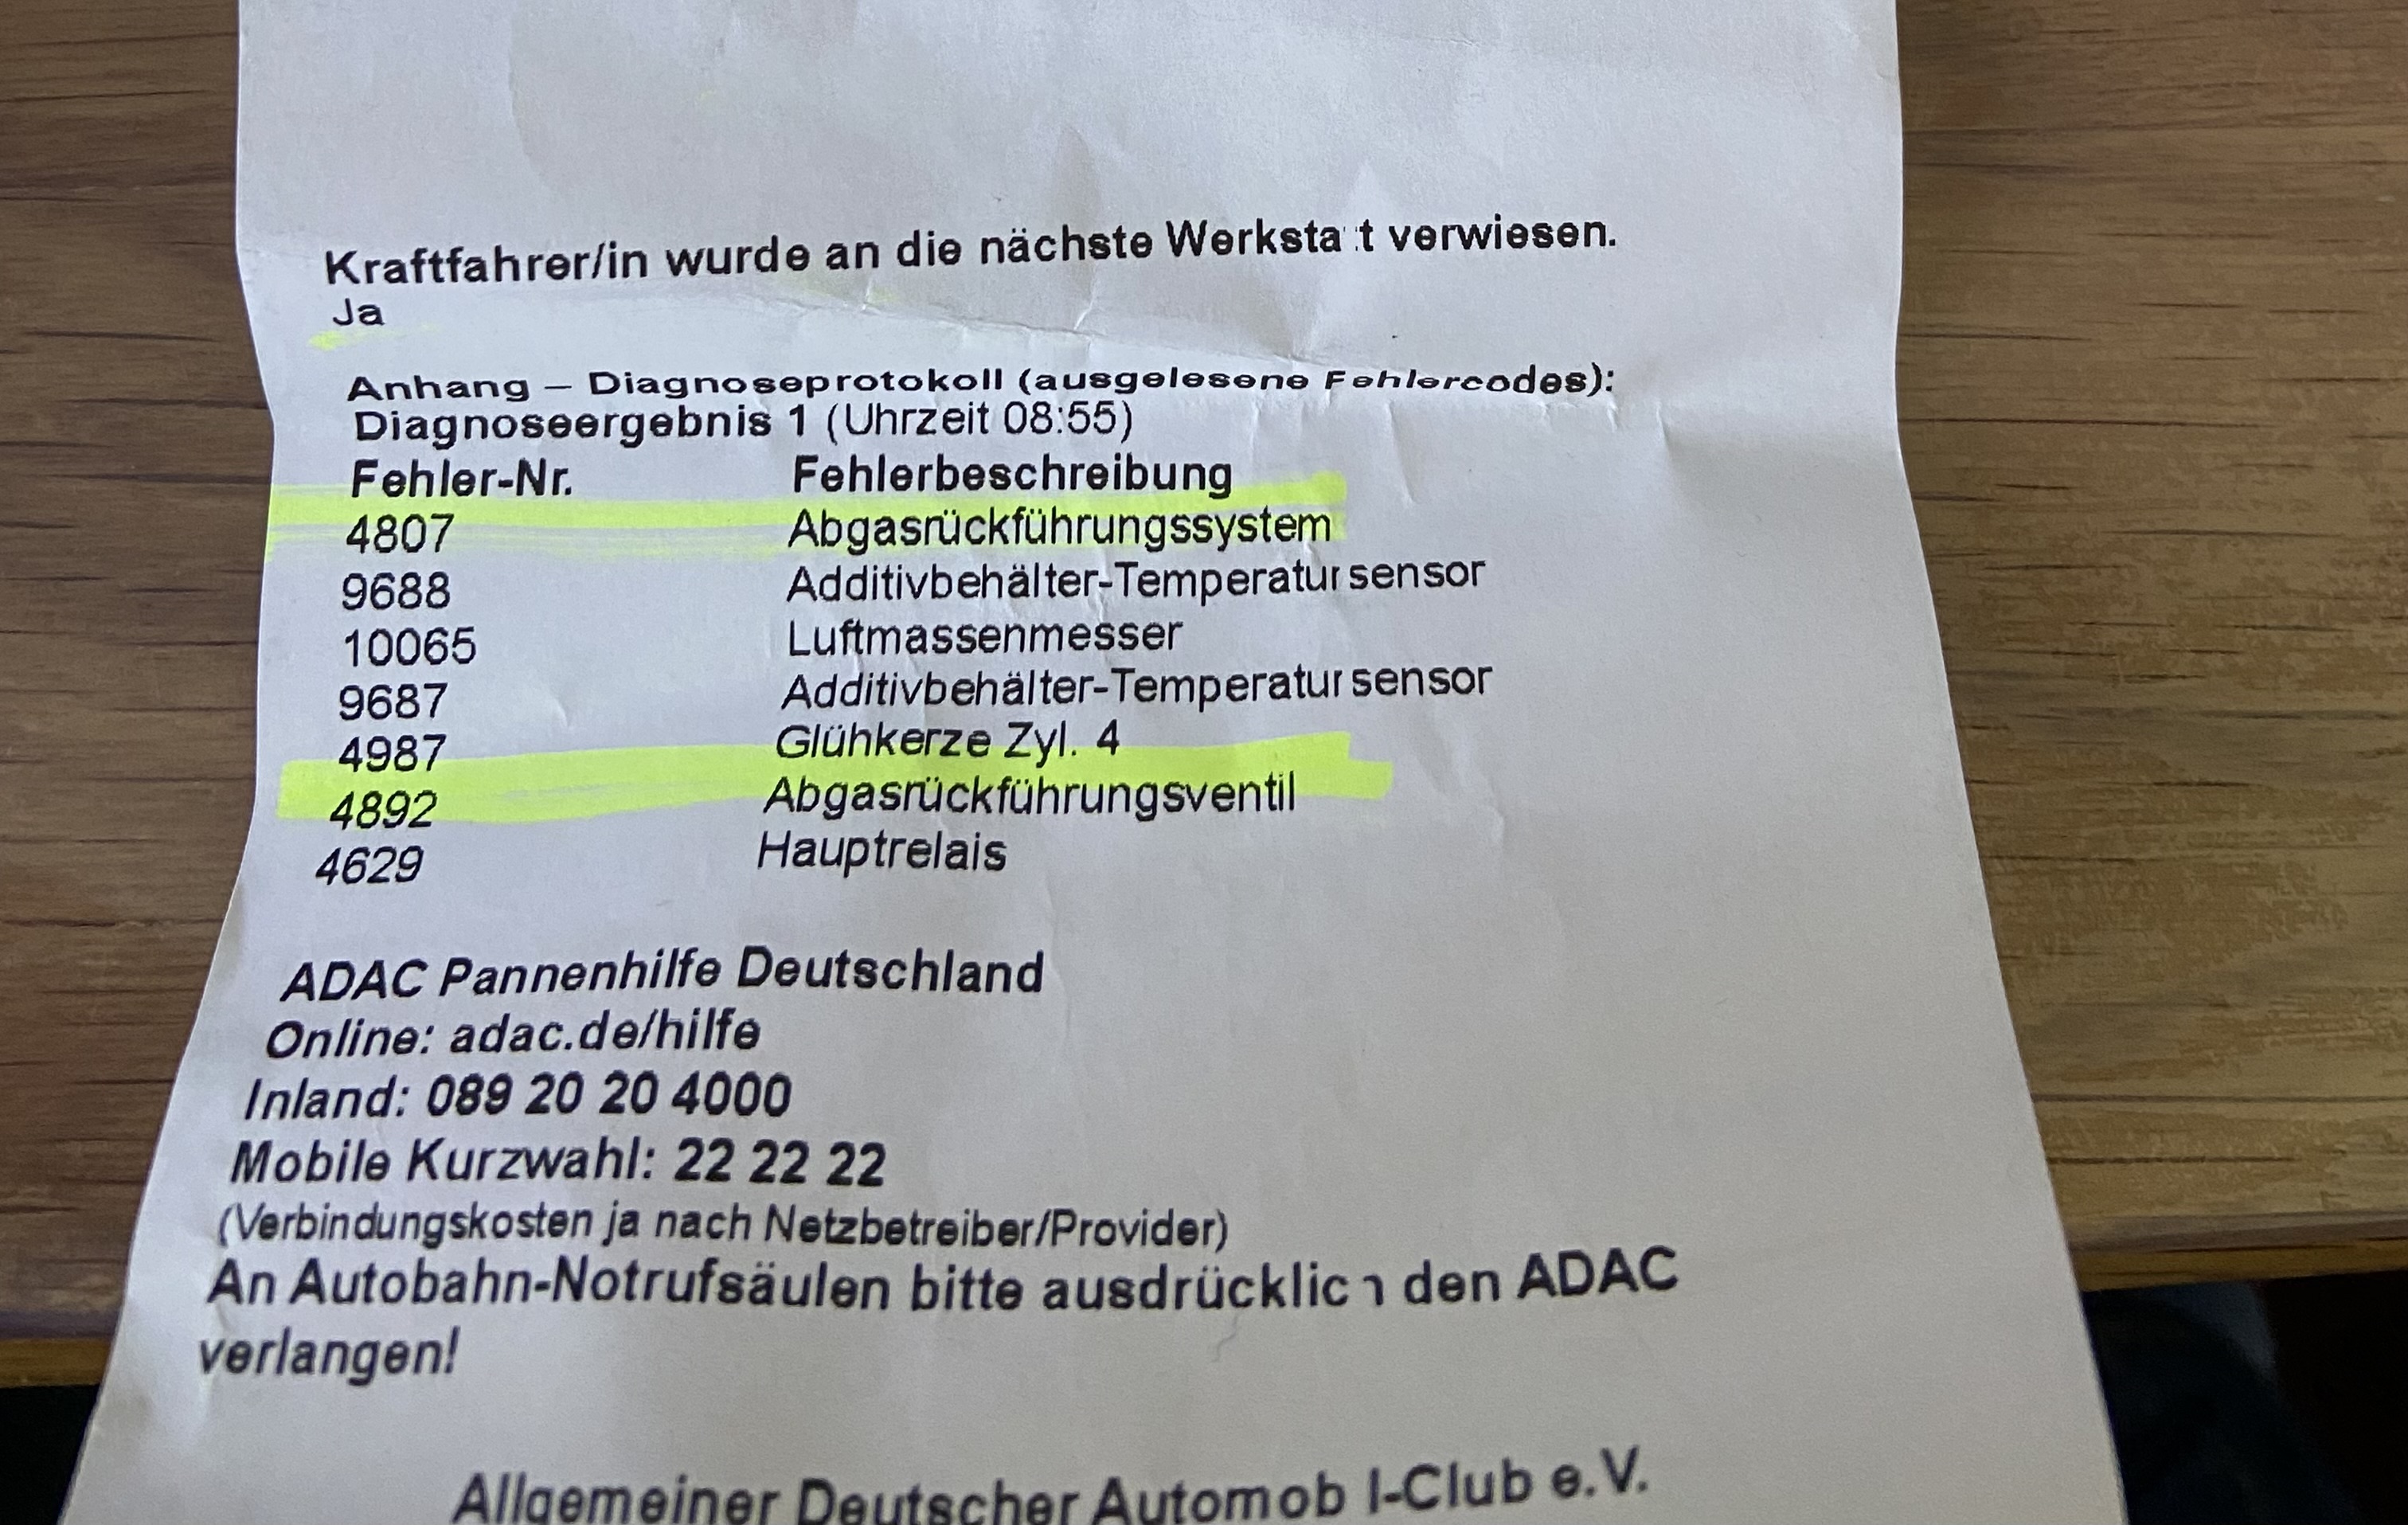 Kraftfahrer/in wurde an die nächste Werkstatt verwiesen.
Ja
Anhang – Diagnoseprotokoll (ausgelesene Fehlercodes):
Diagnoseergebnis 1 (Uhrzeit 08:55)
Fehler-Nr. Fehlerbeschreibung
4807 Abgasrückführungssystem
9688 Additivbehälter-Temperatursensor
10065 Luftmassenmesser
9687 Additivbehälter-Temperatursensor
4987 Glühkerze Zyl. 4
4892 Abgasrückführungsventil
4629 Hauptrelais
ADAC Pannenhilfe Deutschland
Online: adac.de/hilfe
Inland: 089 20 20 4000
Mobile Kurzwahl: 22 22 22
(Verbindungskosten ja nach Netzbetreiber/Provider)
An Autobahn-Notrufsäulen bitte ausdrücklich den ADAC
verlangen!
Allgemeiner Deutscher Automobil-Club e.V.